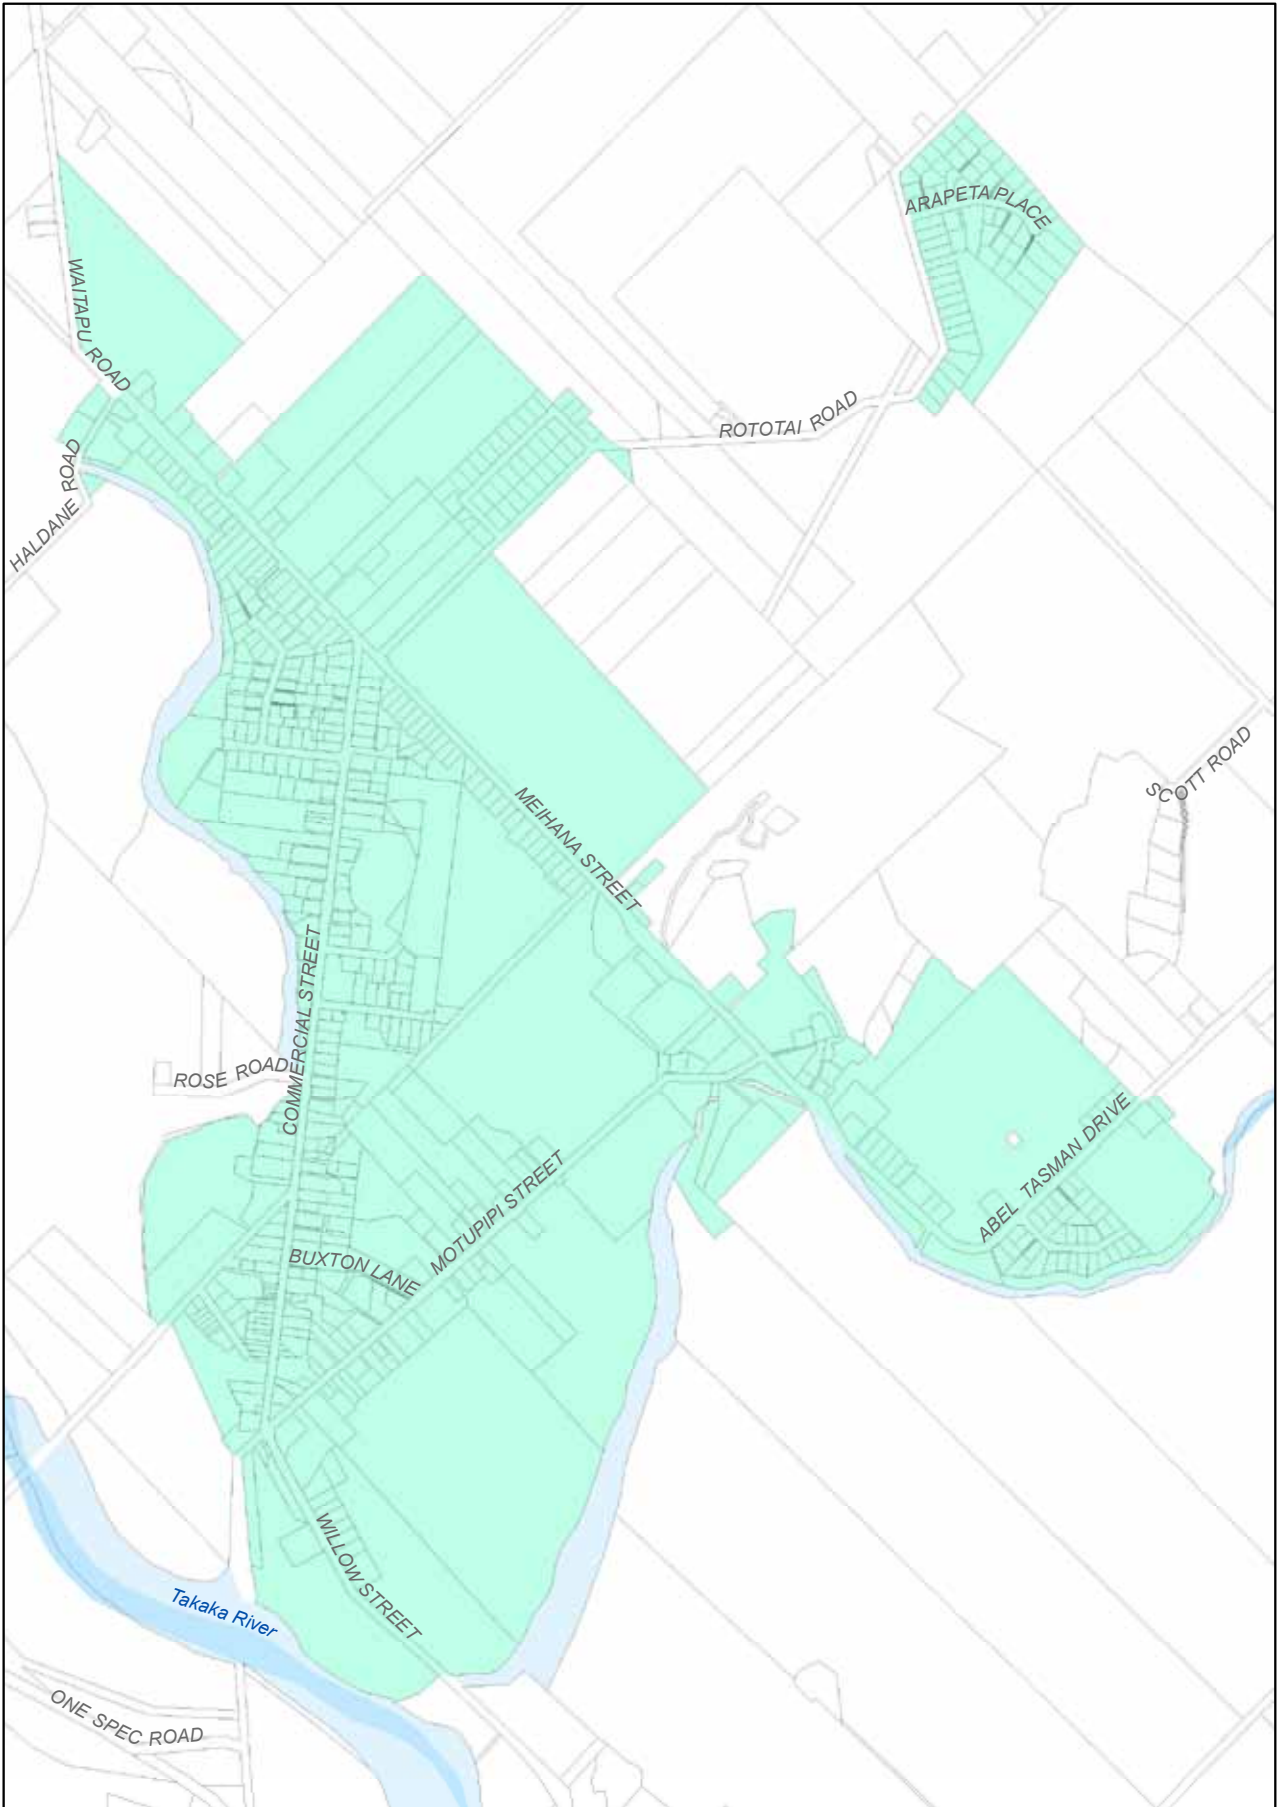 ARAPETA PLACE
WAITAPU ROAD
ROTOTAI ROAD
HALDANE ROAD
SCOTT ROAD
MEIHANA STREET
COMMERCIAL STREET
ROSE ROAD
ABEL TASMAN DRIVE
MOTUPIPI STREET
BUXTON LANE
WILLOW STREET
Takaka River
ONE SPEC ROAD